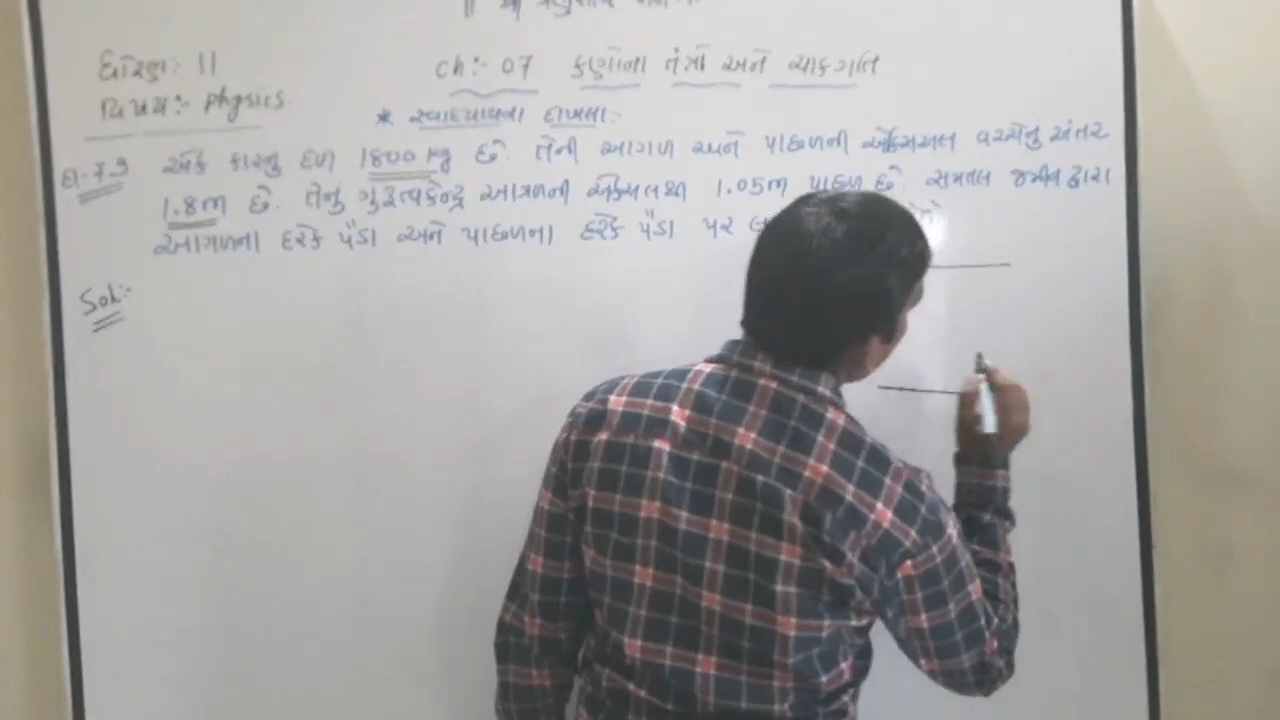 ધોરણ: 11
ch:- 07 કણોના તંત્રો અને ચાકગતિ
વિષય:- physics
* સ્વાધ્યાયના દાખલા:-
દા-7.9 એક કારનું દળ 1800 kg છે. તેની આગળ અને પાછળની એક્સેલ વચ્ચેનું અંતર
1.8m છે. તેનું ગુરુત્વકેન્દ્ર આગળની એક્સેલથી 1.05m પાછળ છે. સમતલ જમીન દ્વારા
આગળના દરેક પૈડા અને પાછળના દરેક પૈડા પર
Sol:-